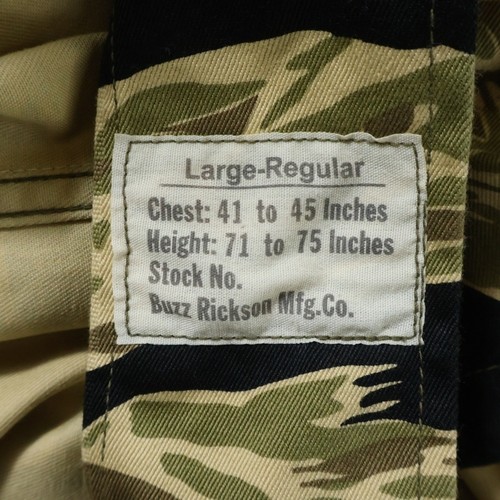 Large-Regular
Chest: 41 to 45 Inches
Height: 71 to 75 Inches
Stock No.
Buzz Rickson Mfg.Co.